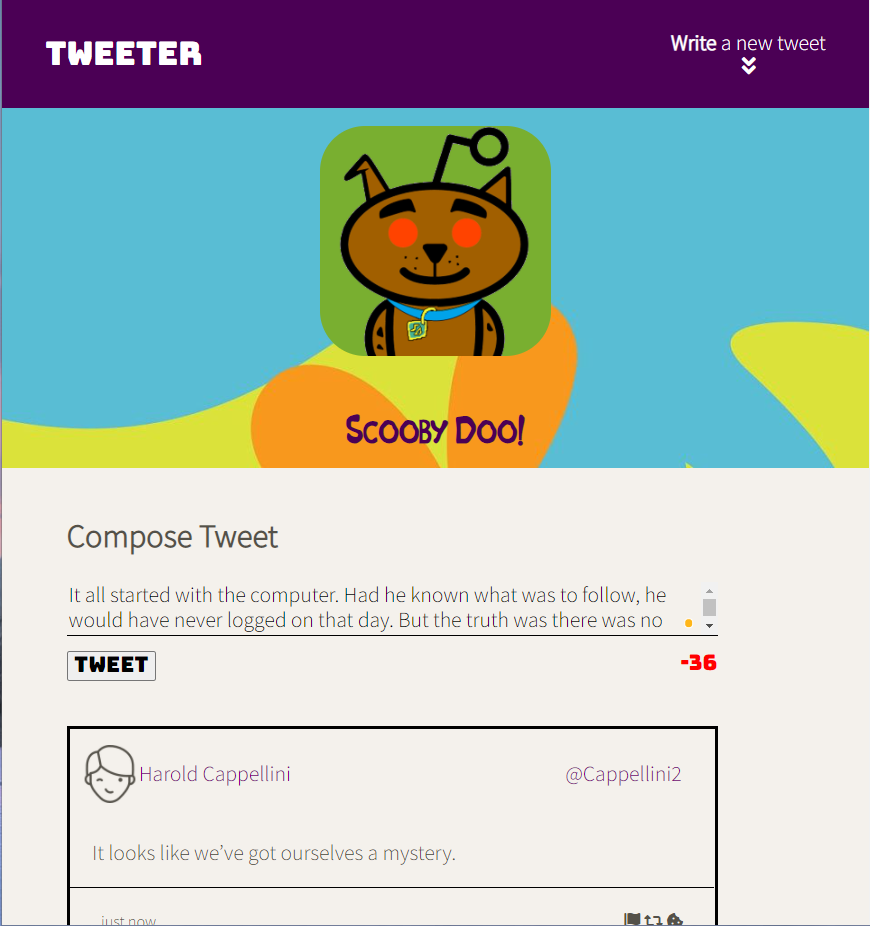 TWEETER
Write a new tweet
Scooby Doo!
Compose Tweet
It all started with the computer. Had he known what was to follow, he
would have never logged on that day. But the truth was there was no
TWEET
-36
Harold Cappellini
@Cappellini2
It looks like we've got ourselves a mystery.
just now